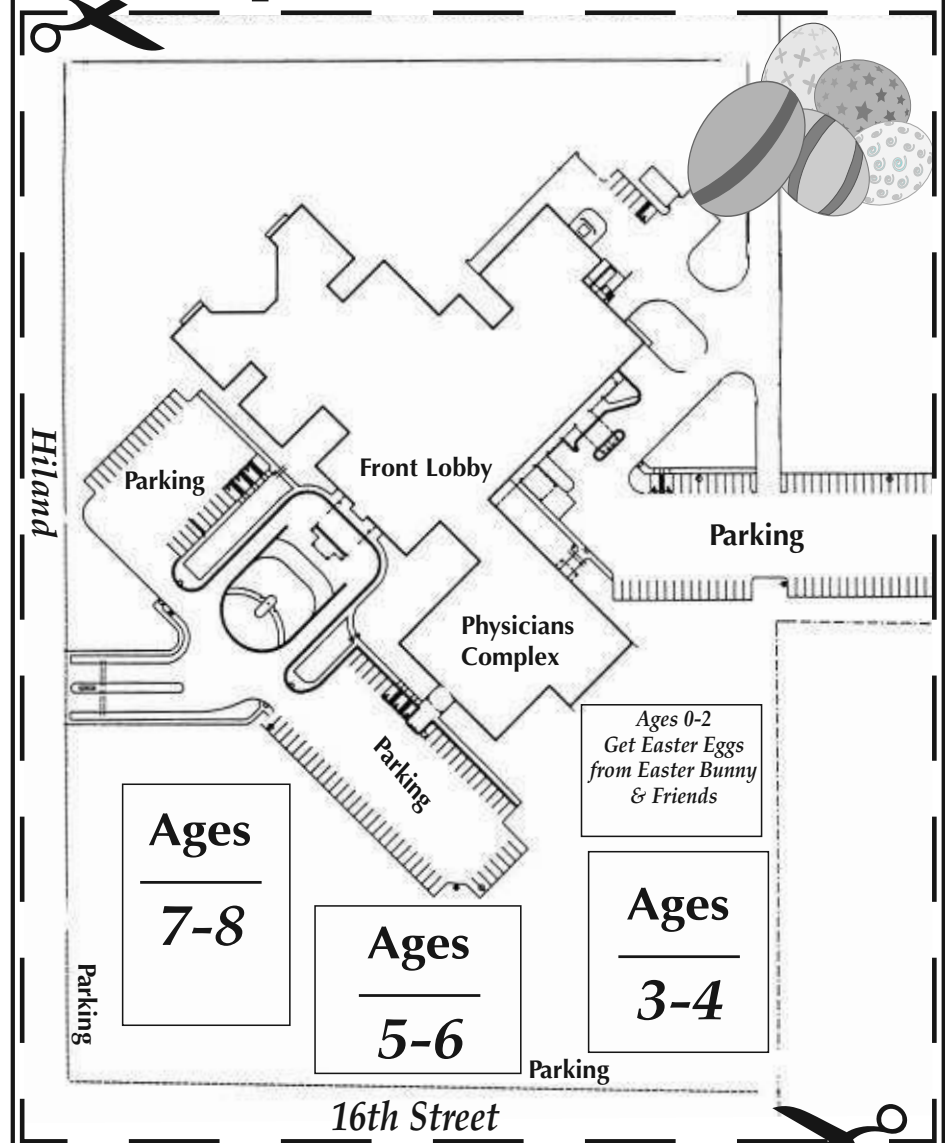 Hiland
Parking
Front Lobby
Parking
Physicians
Complex
Parking
Ages 0-2
Get Easter Eggs
from Easter Bunny
& Friends
Ages
7-8
Ages
5-6
Ages
3-4
Parking
Parking
16th Street